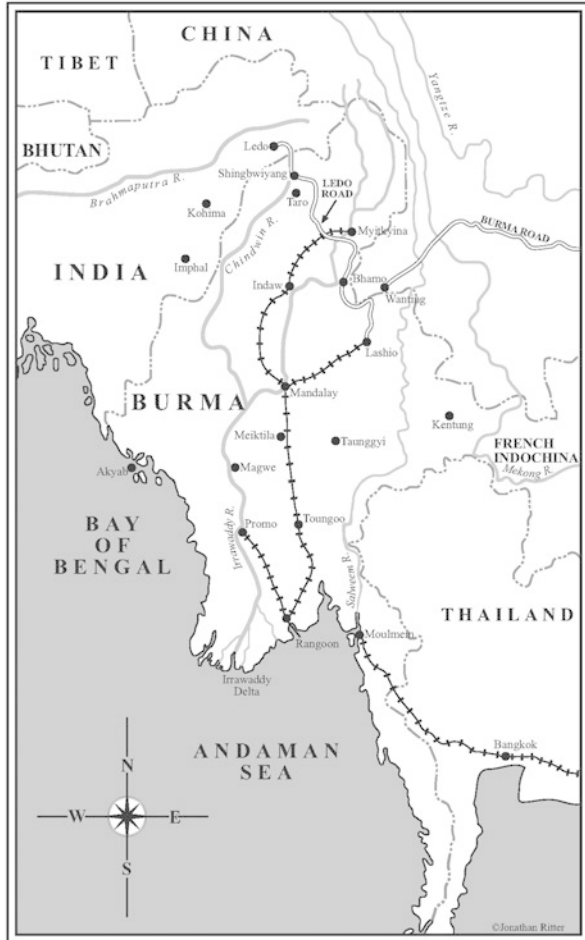 CHINA
TIBET
BHUTAN
Ledo
Yangtze R.
Shingbwiyang
LEDO
ROAD
Brahmaputra R.
Taro
Kohima
Chindwin R.
Myitkyina
BURMA ROAD
INDIA
Imphal
Indaw
Bhamo
Wanting
Lashio
Mandalay
BURMA
Kentung
Meiktila
Taunggyi
FRENCH
INDOCHINA
Mekong R.
Akyab
Magwe
BAY
OF
BENGAL
Irrawaddy R.
Promo
Toungoo
Salween R.
THAILAND
Rangoon
Moulmein
Irrawaddy
Delta
ANDAMAN
SEA
Bangkok
N
W
E
S
©Jonathan Ritter